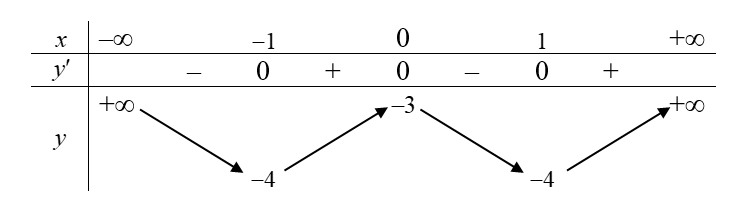 x −∞ −1 0 1 +∞
y′ − 0 + 0 − 0 +
+∞ −3 +∞
y
−4 −4